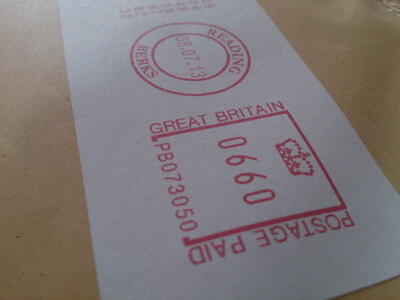 READING
BERKS
08.07.13
GREAT BRITAIN
0660
PB073050
POSTAGE PAID